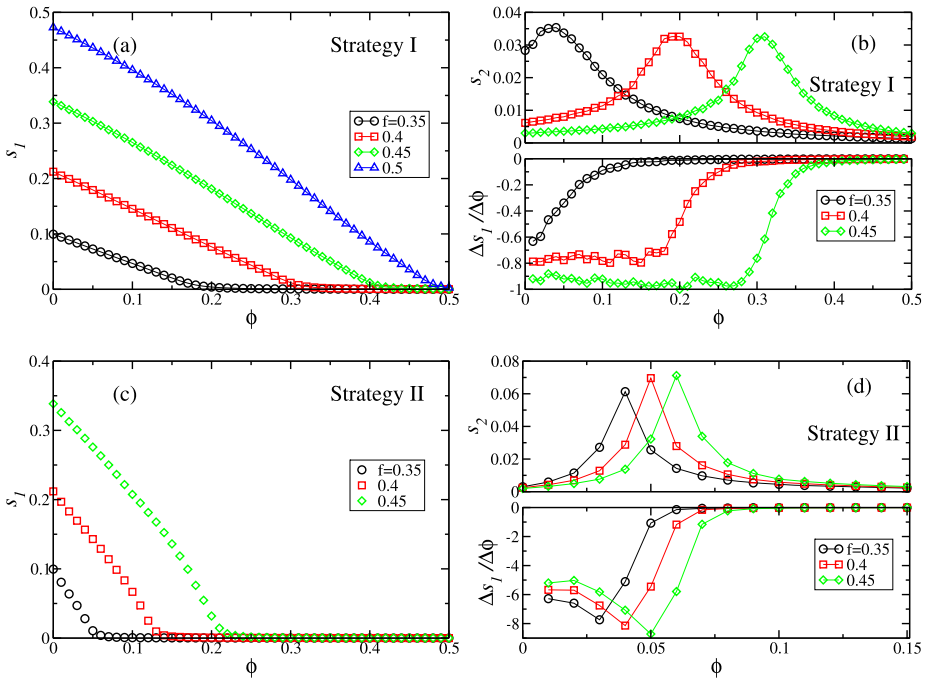 (a)
Strategy I
0.5
0.4
0.3
0.2
0.1
0
s1
f=0.35
0.4
0.45
0.5
0 0.1 0.2 0.3 0.4 0.5
ϕ
(b)
Strategy I
0.04
0.03
0.02
0.01
0
s2
0
-0.2
-0.4
-0.6
-0.8
-1
Δs1/Δϕ
f=0.35
0.4
0.45
0 0.1 0.2 0.3 0.4 0.5
ϕ
(c)
Strategy II
0.4
0.3
0.2
0.1
0
s1
f=0.35
0.4
0.45
0 0.1 0.2 0.3 0.4 0.5
ϕ
(d)
Strategy II
0.08
0.06
0.04
0.02
0
s2
0
-2
-4
-6
-8
Δs1/Δϕ
f=0.35
0.4
0.45
0 0.05 0.1 0.15
ϕ